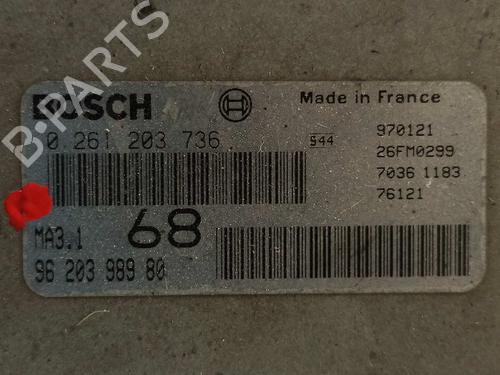 B-PARTS
BOSCH
Made in France
0 261 203 736
S44
970121
26FM0299
7036 1183
76121
MA3.1
68
96 203 989 80